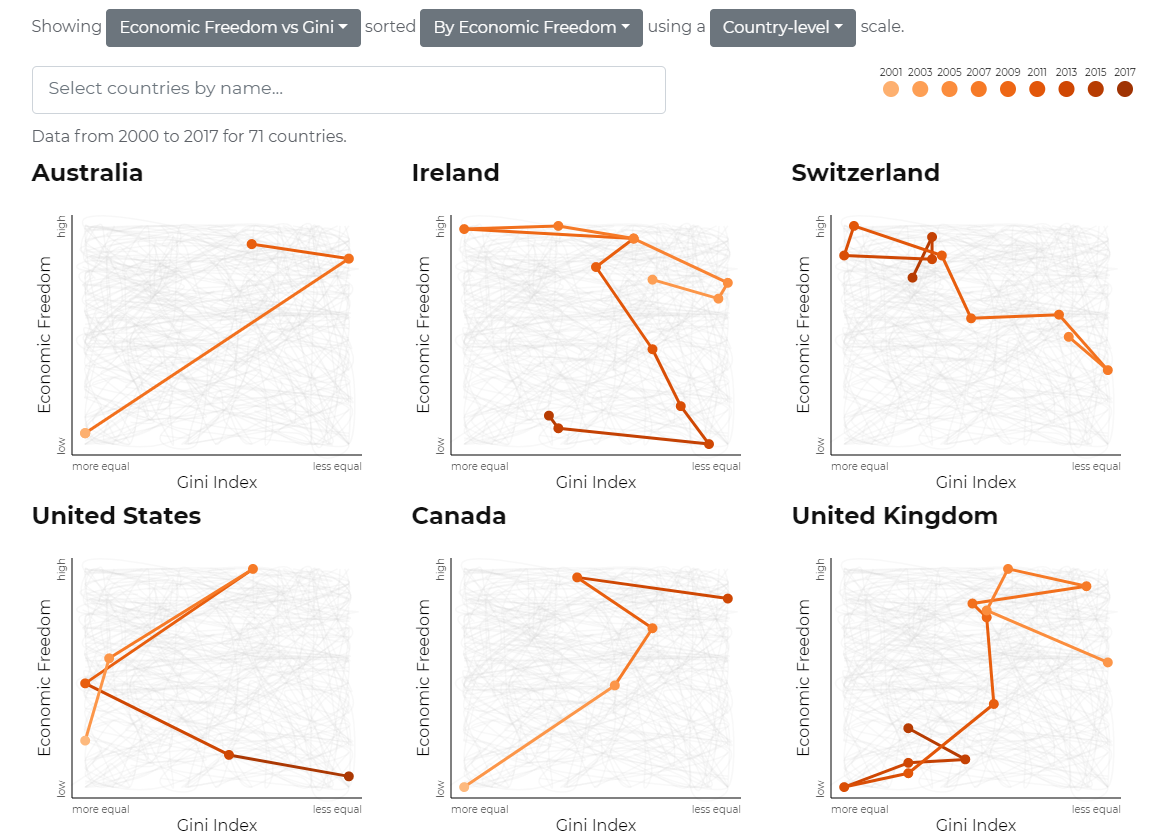 Showing Economic Freedom vs Gini sorted By Economic Freedom using a Country-level scale.
Select countries by name...
2001 2003 2005 2007 2009 2011 2013 2015 2017
Data from 2000 to 2017 for 71 countries.
Australia
high
Economic Freedom
low
more equal less equal
Gini Index
Ireland
high
Economic Freedom
low
more equal less equal
Gini Index
Switzerland
high
Economic Freedom
low
more equal less equal
Gini Index
United States
high
Economic Freedom
low
more equal less equal
Gini Index
Canada
high
Economic Freedom
low
more equal less equal
Gini Index
United Kingdom
high
Economic Freedom
low
more equal less equal
Gini Index